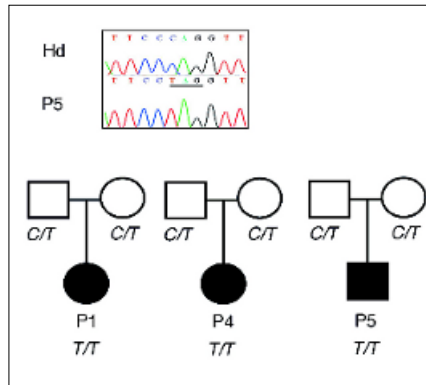 T T C C C A G G T T
Hd
T T C C T A G G T T
P5
C/T C/T C/T C/T C/T C/T
P1 P4 P5
T/T T/T T/T